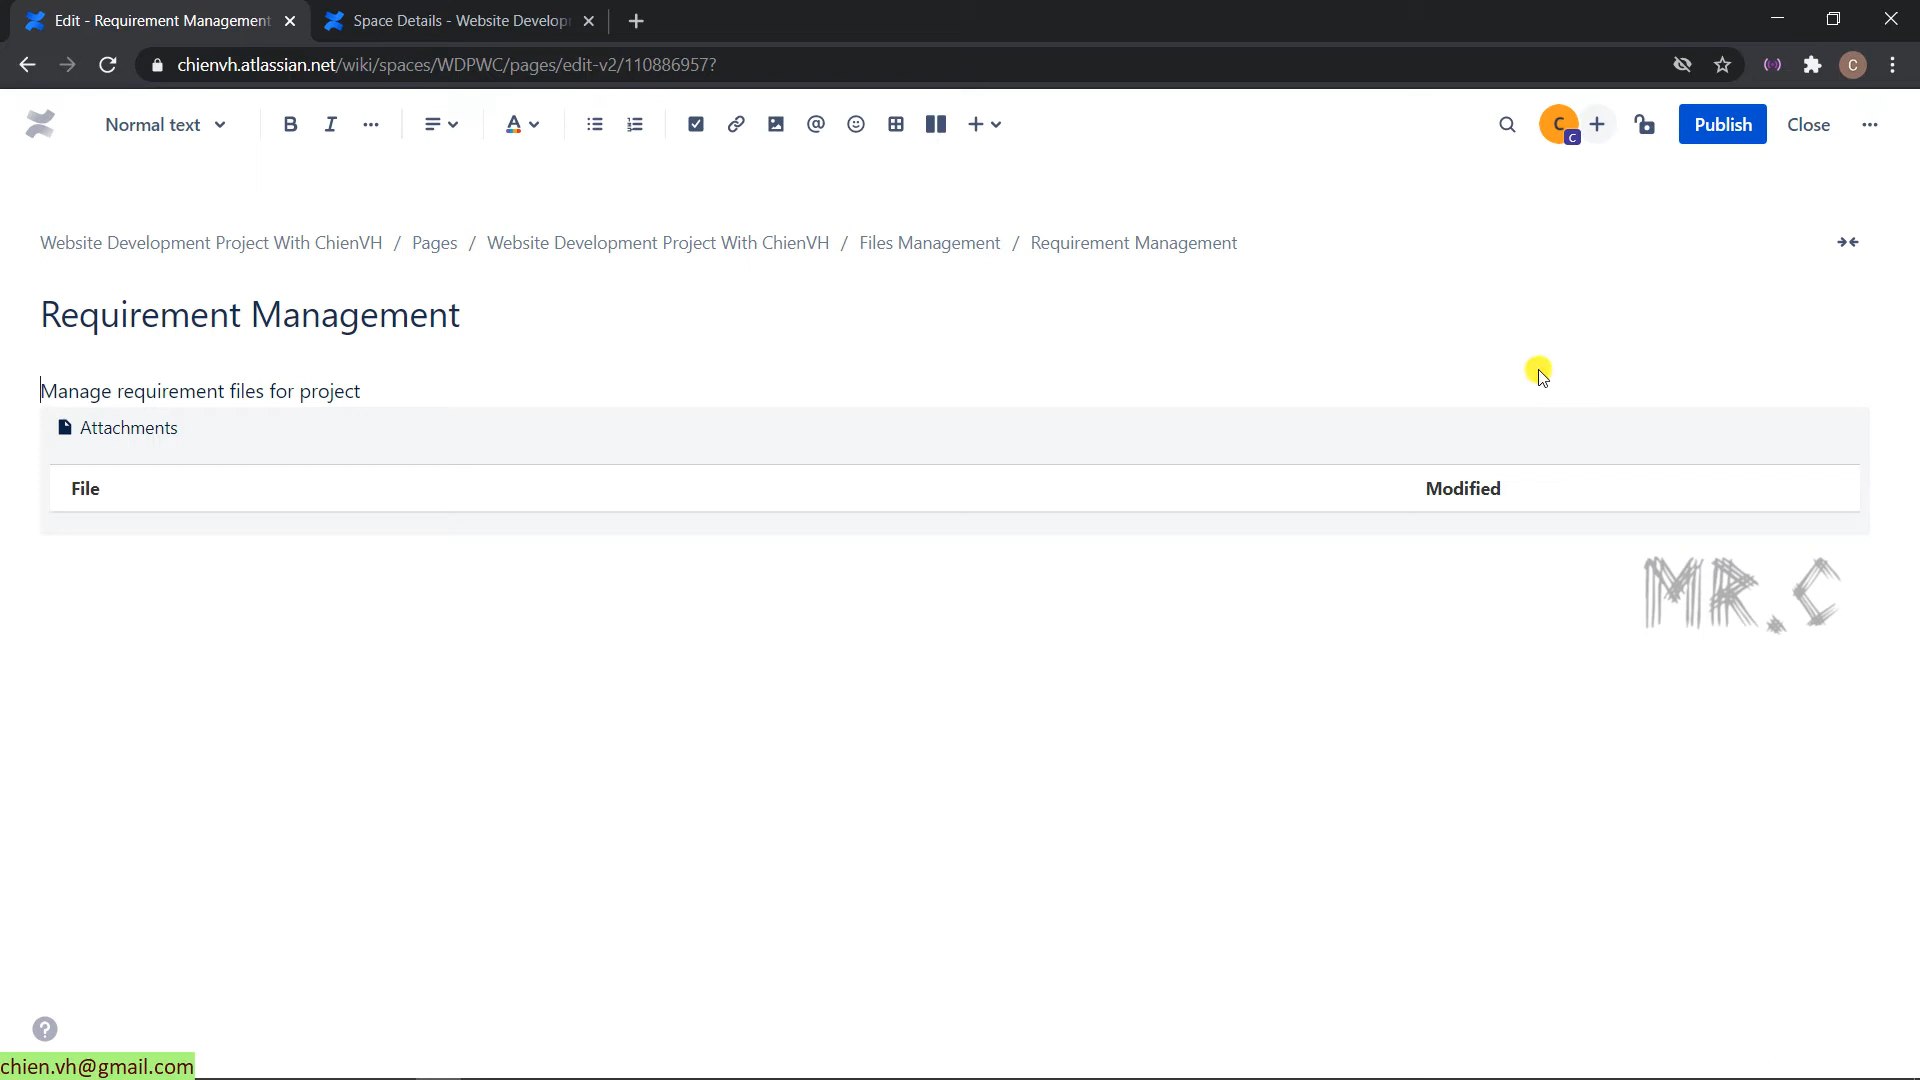 Edit - Requirement Management
Space Details - Website Develop
chienvh.atlassian.net/wiki/spaces/WDPWC/pages/edit-v2/110886957?
C
Normal text
B I A @
C
C
Publish
Close
Website Development Project With ChienVH / Pages / Website Development Project With ChienVH / Files Management / Requirement Management
Requirement Management
Manage requirement files for project
Attachments
File Modified
MR.C
?
chien.vh@gmail.com